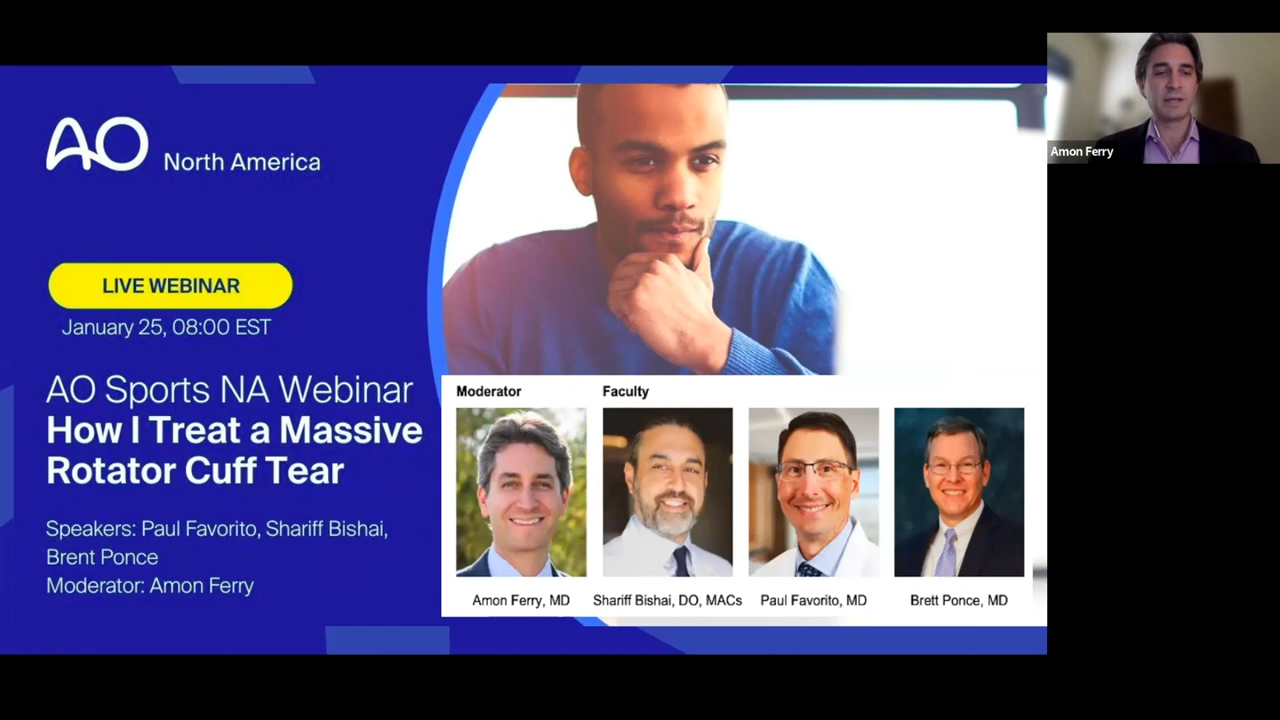 AO North America
LIVE WEBINAR
January 25, 08:00 EST
AO Sports NA Webinar
How I Treat a Massive
Rotator Cuff Tear
Speakers: Paul Favorito, Shariff Bishai,
Brent Ponce
Moderator: Amon Ferry
Moderator
Faculty
Amon Ferry, MD
Shariff Bishai, DO, MACs
Paul Favorito, MD
Brett Ponce, MD
Amon Ferry